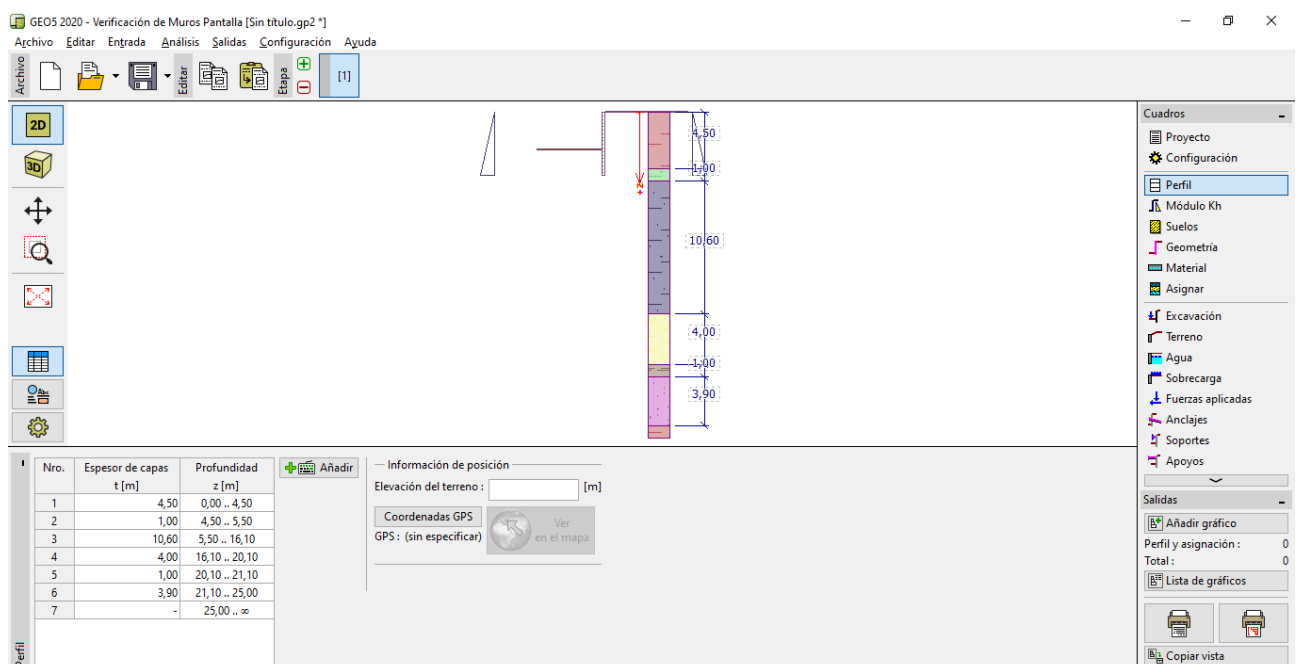 GEO5 2020 - Verificación de Muros Pantalla [Sin título.gp2 *]
Archivo Editar Entrada Análisis Salidas Configuración Ayuda
Archivo
Editar
Etapa
[1]
2D
3D
4,50
1,00
+z
10,60
4,00
1,00
3,90
Cuadros
Proyecto
Configuración
Perfil
Módulo Kh
Suelos
Geometría
Material
Asignar
Excavación
Terreno
Agua
Sobrecarga
Fuerzas aplicadas
Anclajes
Soportes
Apoyos
Salidas
Añadir gráfico
Perfil y asignación : 0
Total : 0
Lista de gráficos
Copiar vista
Perfil
Nro. Espesor de capas Profundidad
t [m] z [m]
1 4,50 0,00 .. 4,50
2 1,00 4,50 .. 5,50
3 10,60 5,50 .. 16,10
4 4,00 16,10 .. 20,10
5 1,00 20,10 .. 21,10
6 3,90 21,10 .. 25,00
7 - 25,00 .. ∞
Añadir
Información de posición
Elevación del terreno : [m]
Coordenadas GPS
GPS : (sin especificar)
Ver
en el mapa